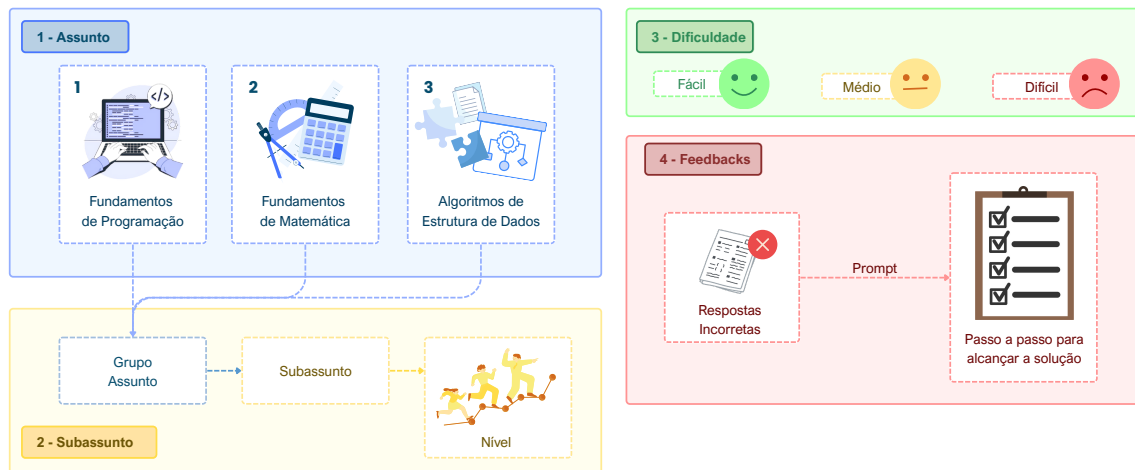 1 - Assunto
1
Fundamentos
de Programação
2
Fundamentos
de Matemática
3
Algoritmos de
Estrutura de Dados
Grupo
Assunto
Subassunto
Nível
2 - Subassunto
3 - Dificuldade
Fácil
Médio
Difícil
4 - Feedbacks
Respostas
Incorretas
Prompt
Passo a passo para
alcançar a solução